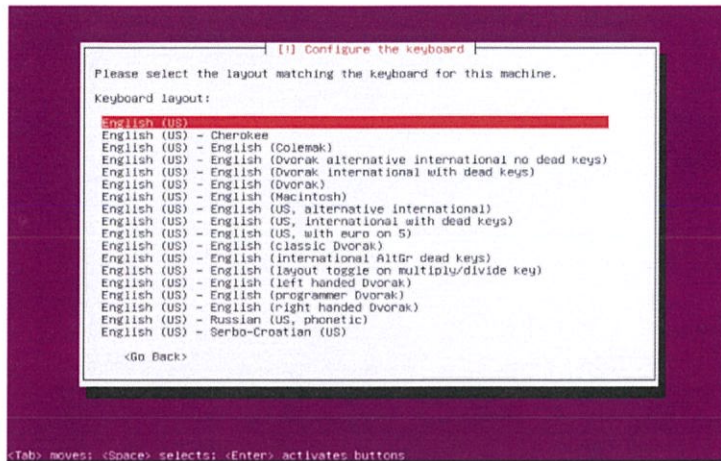 [!] Configure the keyboard
Please select the layout matching the keyboard for this machine.
Keyboard layout:
English (US)
English (US) - Cherokee
English (US) - English (Colemak)
English (US) - English (Dvorak alternative international no dead keys)
English (US) - English (Dvorak international with dead keys)
English (US) - English (Dvorak)
English (US) - English (Macintosh)
English (US) - English (US, alternative international)
English (US) - English (US, international with dead keys)
English (US) - English (US, with euro on 5)
English (US) - English (classic Dvorak)
English (US) - English (international AltGr dead keys)
English (US) - English (layout toggle on multiply/divide key)
English (US) - English (left handed Dvorak)
English (US) - English (programmer Dvorak)
English (US) - English (right handed Dvorak)
English (US) - Russian (US, phonetic)
English (US) - Serbo-Croatian (US)
<Go Back>
<Tab> moves; <Space> selects; <Enter> activates buttons